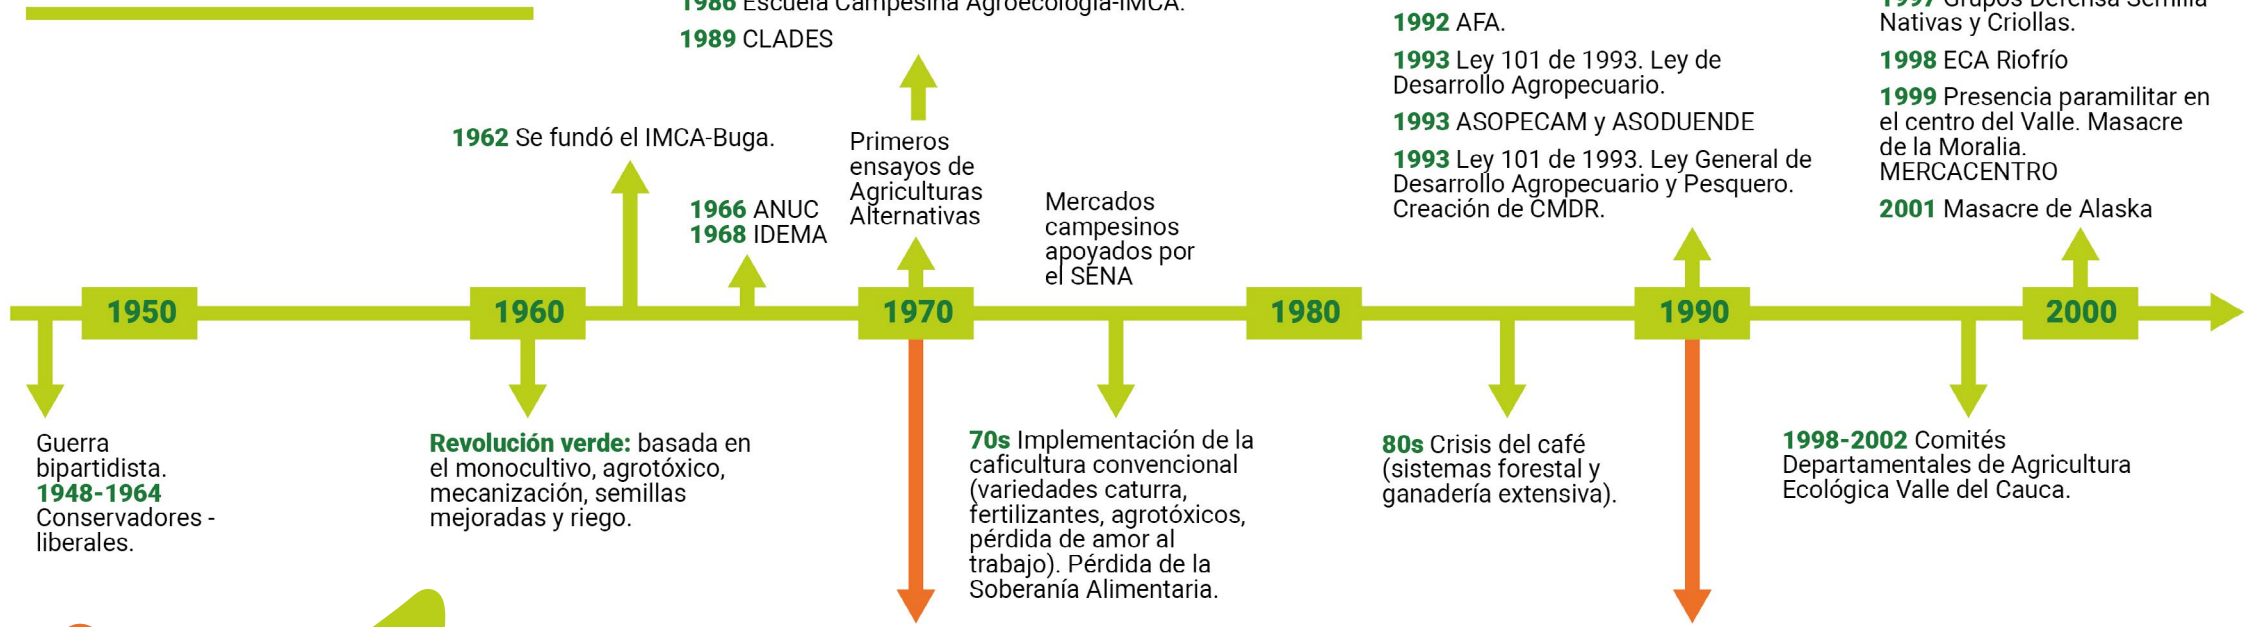 1986 Escuela Campesina Agroecología-IMCA.
1989 CLADES
1962 Se fundó el IMCA-Buga.
1966 ANUC
1968 IDEMA
Primeros
ensayos de
Agriculturas
Alternativas
Mercados
campesinos
apoyados por
el SENA
1992 AFA.
1993 Ley 101 de 1993. Ley de
Desarrollo Agropecuario.
1993 ASOPECAM y ASODUENDE
1993 Ley 101 de 1993. Ley General de
Desarrollo Agropecuario y Pesquero.
Creación de CMDR.
1997 Grupos Defensa Semilla
Nativas y Criollas.
1998 ECA Riofrío
1999 Presencia paramilitar en
el centro del Valle. Masacre
de la Moralia.
MERCACENTRO
2001 Masacre de Alaska
1950
1960
1970
1980
1990
2000
Guerra
bipartidista.
1948-1964
Conservadores -
liberales.
Revolución verde: basada en
el monocultivo, agrotóxico,
mecanización, semillas
mejoradas y riego.
70s Implementación de la
caficultura convencional
(variedades caturra,
fertilizantes, agrotóxicos,
pérdida de amor al
trabajo). Pérdida de la
Soberanía Alimentaria.
80s Crisis del café
(sistemas forestal y
ganadería extensiva).
1998-2002 Comités
Departamentales de Agricultura
Ecológica Valle del Cauca.